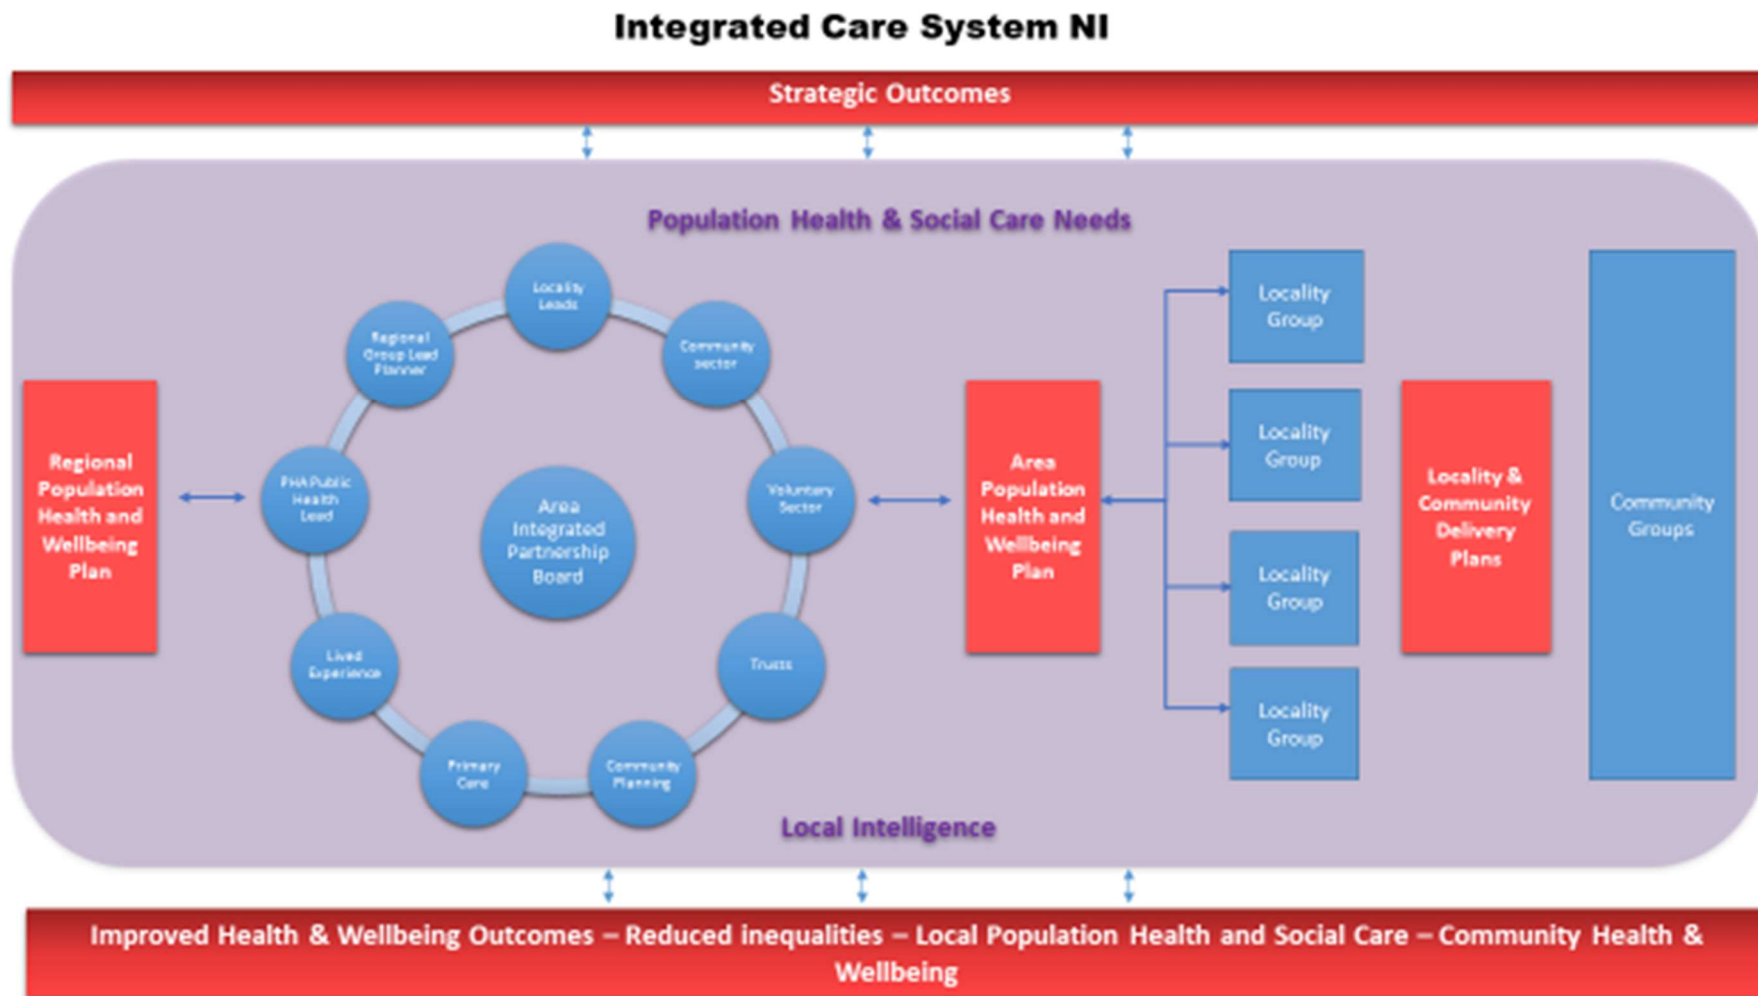 Integrated Care System NI
Strategic Outcomes
Population Health & Social Care Needs
Locality
Leads
Regional
Group Lead
Planner
Community
sector
PHA Public
Health
Lead
Voluntary
Sector
Area
Integrated
Partnership
Board
Lived
Experience
Trusts
Primary
Care
Community
Planning
Regional
Population
Health and
Wellbeing
Plan
Area
Population
Health and
Wellbeing
Plan
Locality
Group
Locality
Group
Locality
Group
Locality
Group
Locality &
Community
Delivery
Plans
Community
Groups
Local Intelligence
Improved Health & Wellbeing Outcomes – Reduced inequalities – Local Population Health and Social Care – Community Health &
Wellbeing